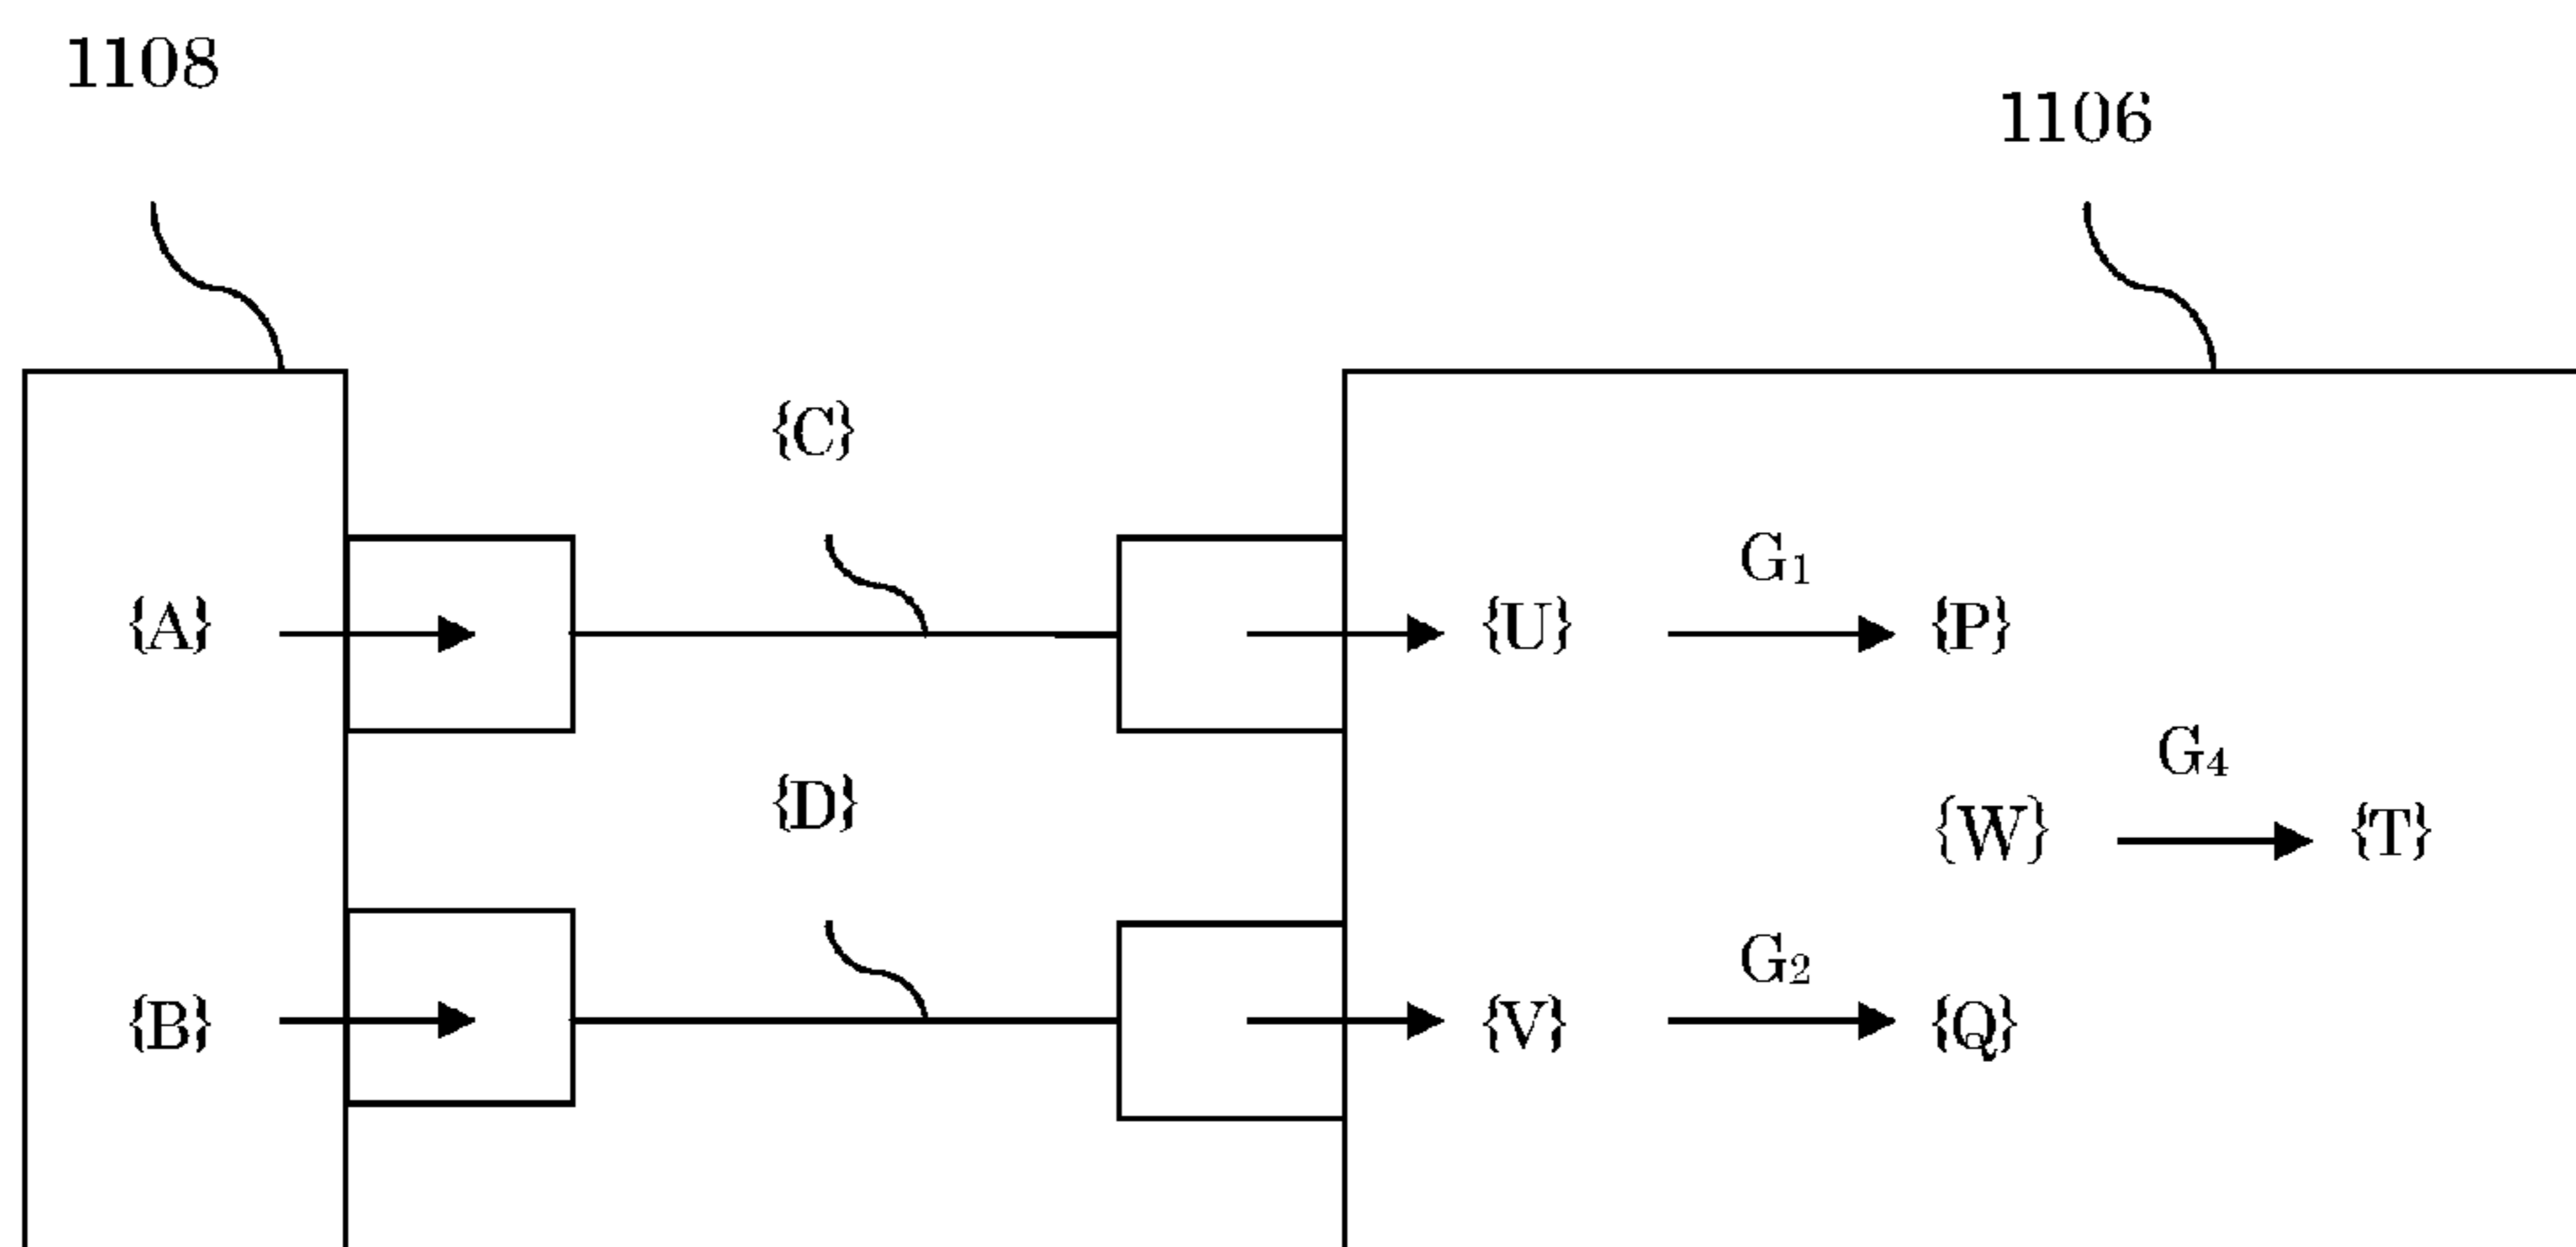 1108
1106
{C}
{A}
{U}
G₁
{P}
{D}
G₄
{W}
{T}
{B}
{V}
G₂
{Q}